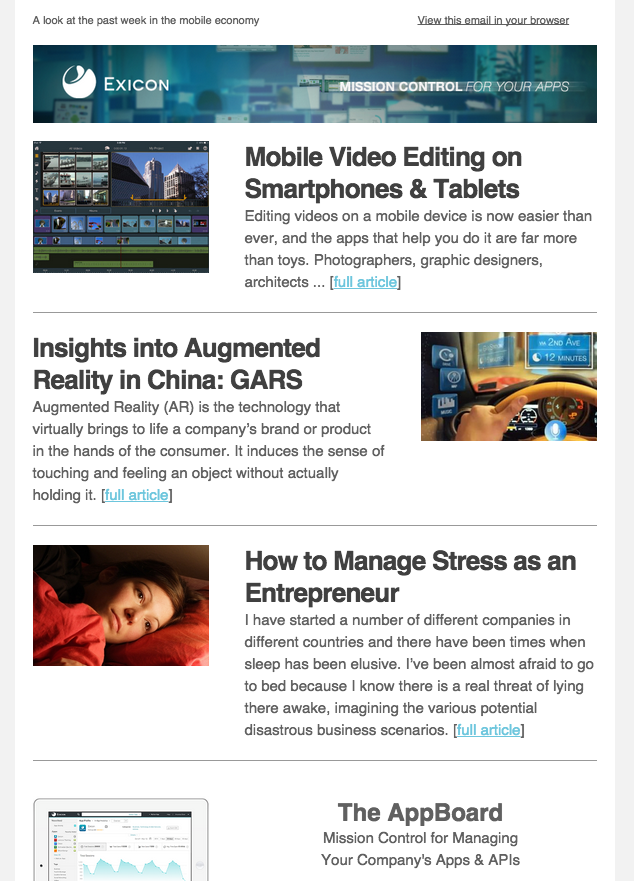 A look at the past week in the mobile economy
View this email in your browser
EXICON
MISSION CONTROL FOR YOUR APPS
Mobile Video Editing on
Smartphones & Tablets
Editing videos on a mobile device is now easier than
ever, and the apps that help you do it are far more
than toys. Photographers, graphic designers,
architects ... [full article]
Insights into Augmented
Reality in China: GARS
Augmented Reality (AR) is the technology that
virtually brings to life a company’s brand or product
in the hands of the consumer. It induces the sense of
touching and feeling an object without actually
holding it. [full article]
2ND AVE
12 MINUTES
How to Manage Stress as an
Entrepreneur
I have started a number of different companies in
different countries and there have been times when
sleep has been elusive. I’ve been almost afraid to go
to bed because I know there is a real threat of lying
there awake, imagining the various potential
disastrous business scenarios. [full article]
The AppBoard
Mission Control for Managing
Your Company's Apps & APIs